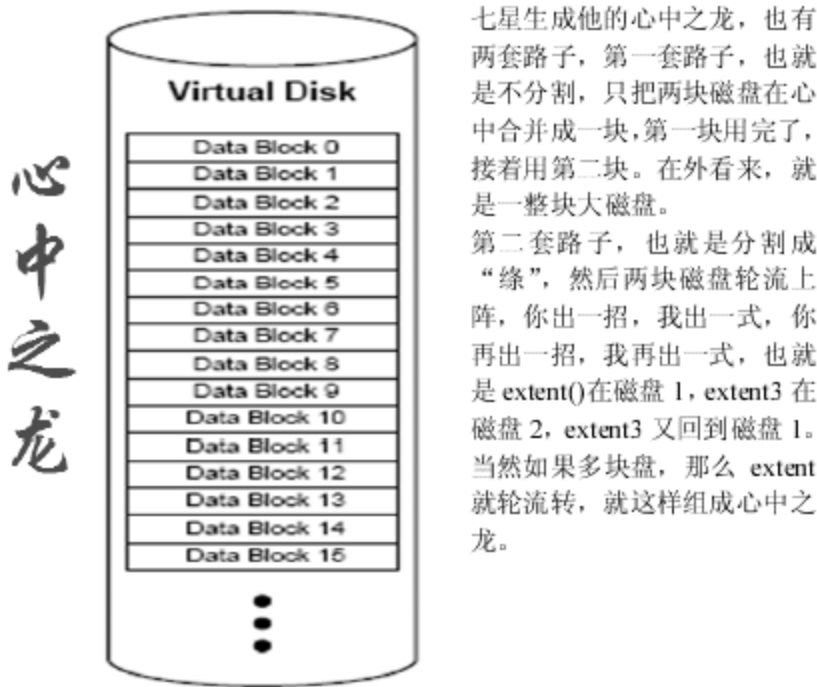 心
中
之
龙
Virtual Disk
Data Block 0
Data Block 1
Data Block 2
Data Block 3
Data Block 4
Data Block 5
Data Block 6
Data Block 7
Data Block 8
Data Block 9
Data Block 10
Data Block 11
Data Block 12
Data Block 13
Data Block 14
Data Block 15
七星生成他的心中之龙，也有
两套路子，第一套路子，也就
是不分割，只把两块磁盘在心
中合并成一块,第一块用完了，
接着用第二块。在外看来，就
是一整块大磁盘。
第二套路子，也就是分割成
“绦”，然后两块磁盘轮流上
阵，你出一招，我出一式，你
再出一招，我再出一式，也就
是 extent()在磁盘 1，extent3 在
磁盘 2，extent3 又回到磁盘 1。
当然如果多块盘，那么 extent
就轮流转，就这样组成心中之
龙。